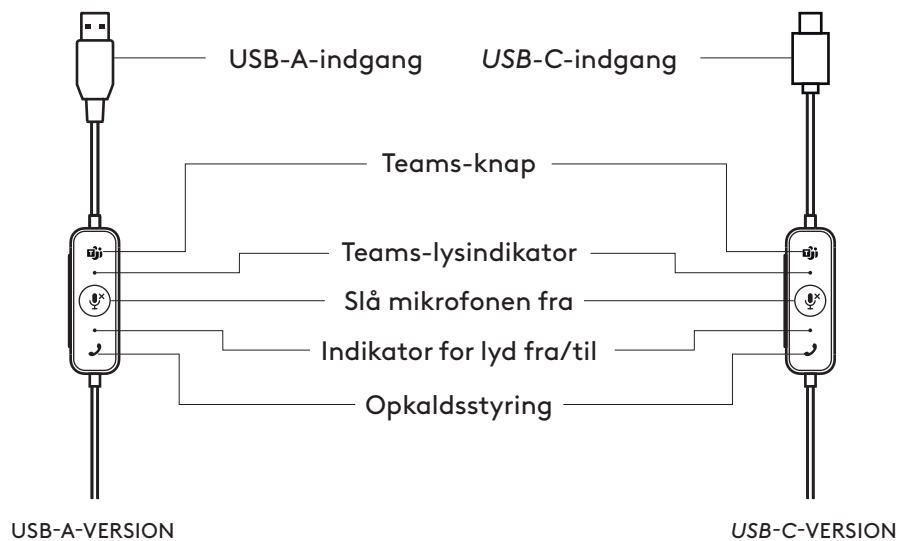 USB-A-indgang
USB-C-indgang
Teams-knap
Teams-lysindikator
Slå mikrofonen fra
Indikator for lyd fra/til
Opkaldsstyring
USB-A-VERSION
USB-C-VERSION